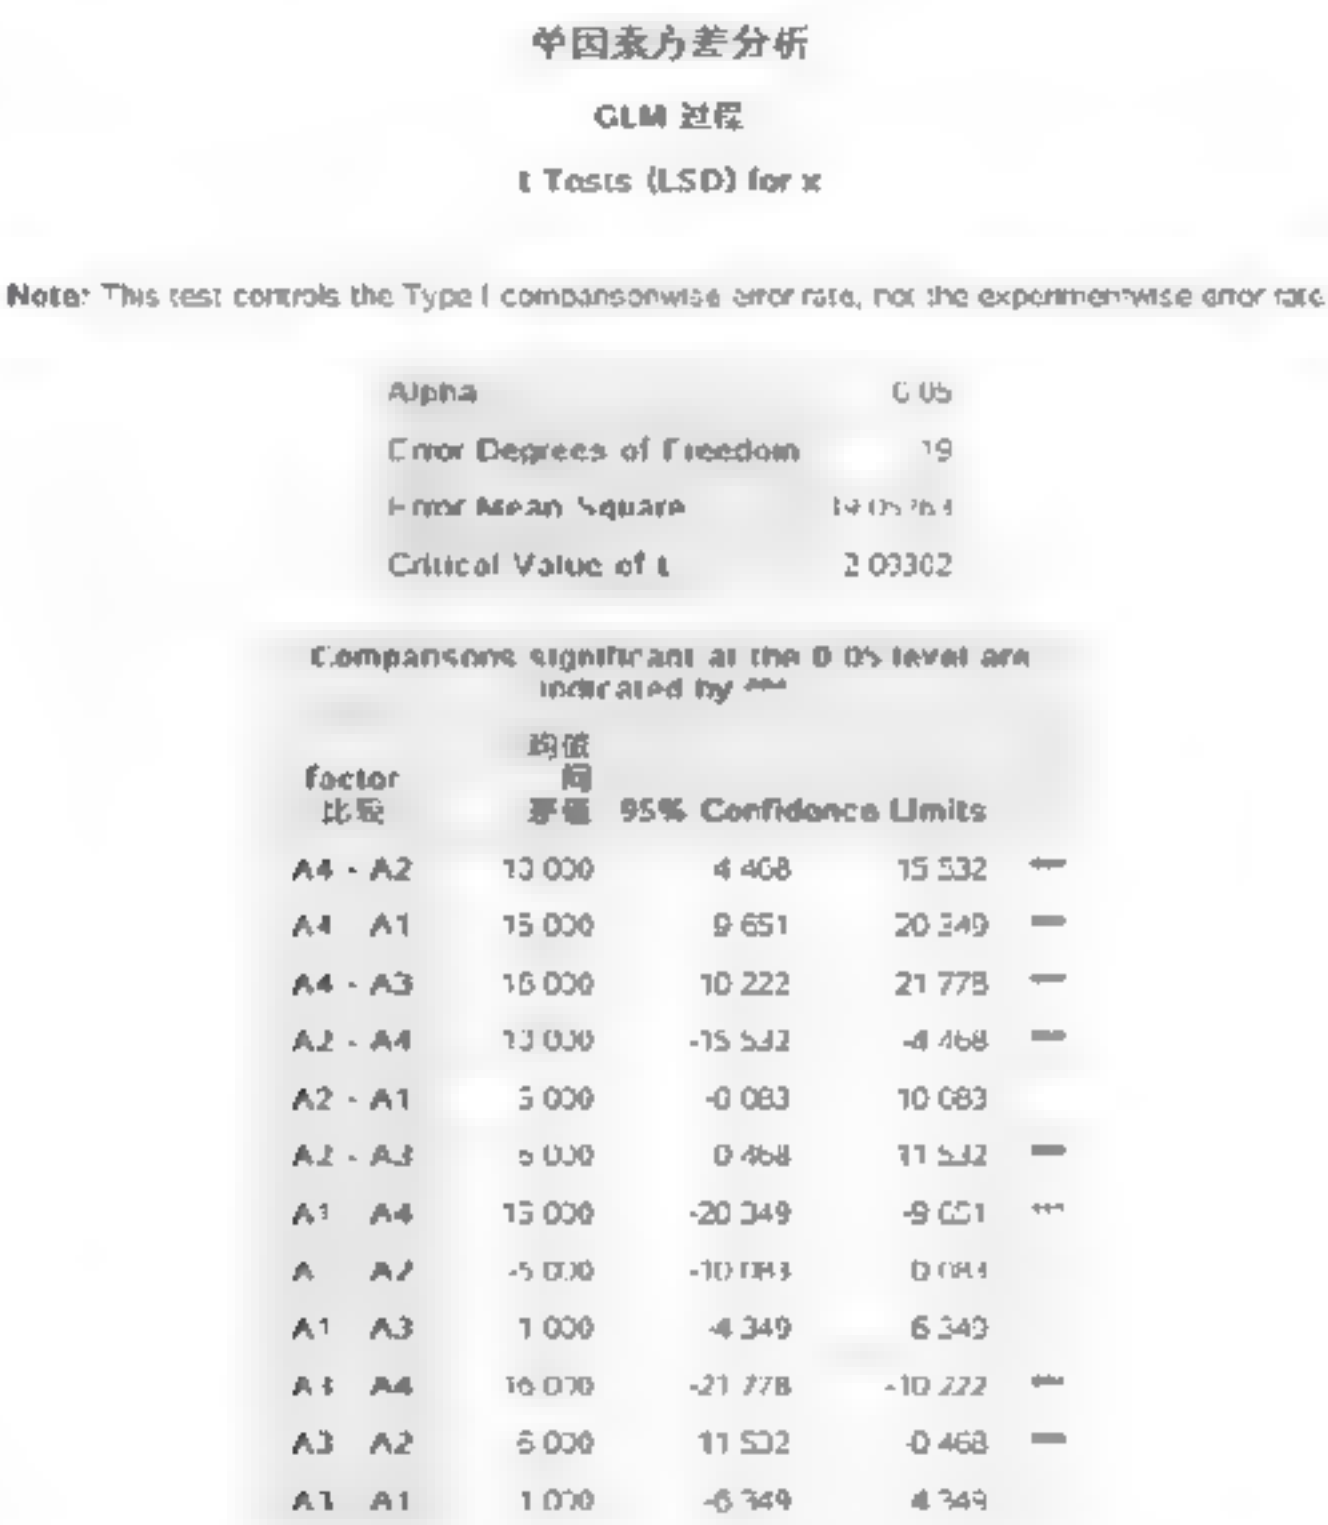 单因素方差分析
GLM 过程
t Tests (LSD) for x
Note: This test controls the Type I comparisonwise error rate, not the experimentwise error rate
Alpha 0.05
Error Degrees of Freedom 19
Error Mean Square
Critical Value of t 2.09302
Comparisons significant at the 0.05 level are
indicated by ***
均值
factor 间
比较 差值 95% Confidence Limits
A4 - A2 10.000 4.468 15.532 ***
A4 - A1 15.000 9.651 20.349 ***
A4 - A3 16.000 10.222 21.778 ***
A2 - A4 -10.000 -15.532 -4.468 ***
A2 - A1 5.000 -0.083 10.083
A2 - A3 6.000 0.468 11.532 ***
A1 - A4 -15.000 -20.349 -9.651 ***
A1 - A2 -5.000 -10.083 0.083
A1 - A3 1.000 -4.349 6.349
A3 - A4 -16.000 -21.778 -10.222 ***
A3 - A2 -6.000 -11.532 -0.468 ***
A3 - A1 -1.000 -6.349 4.349